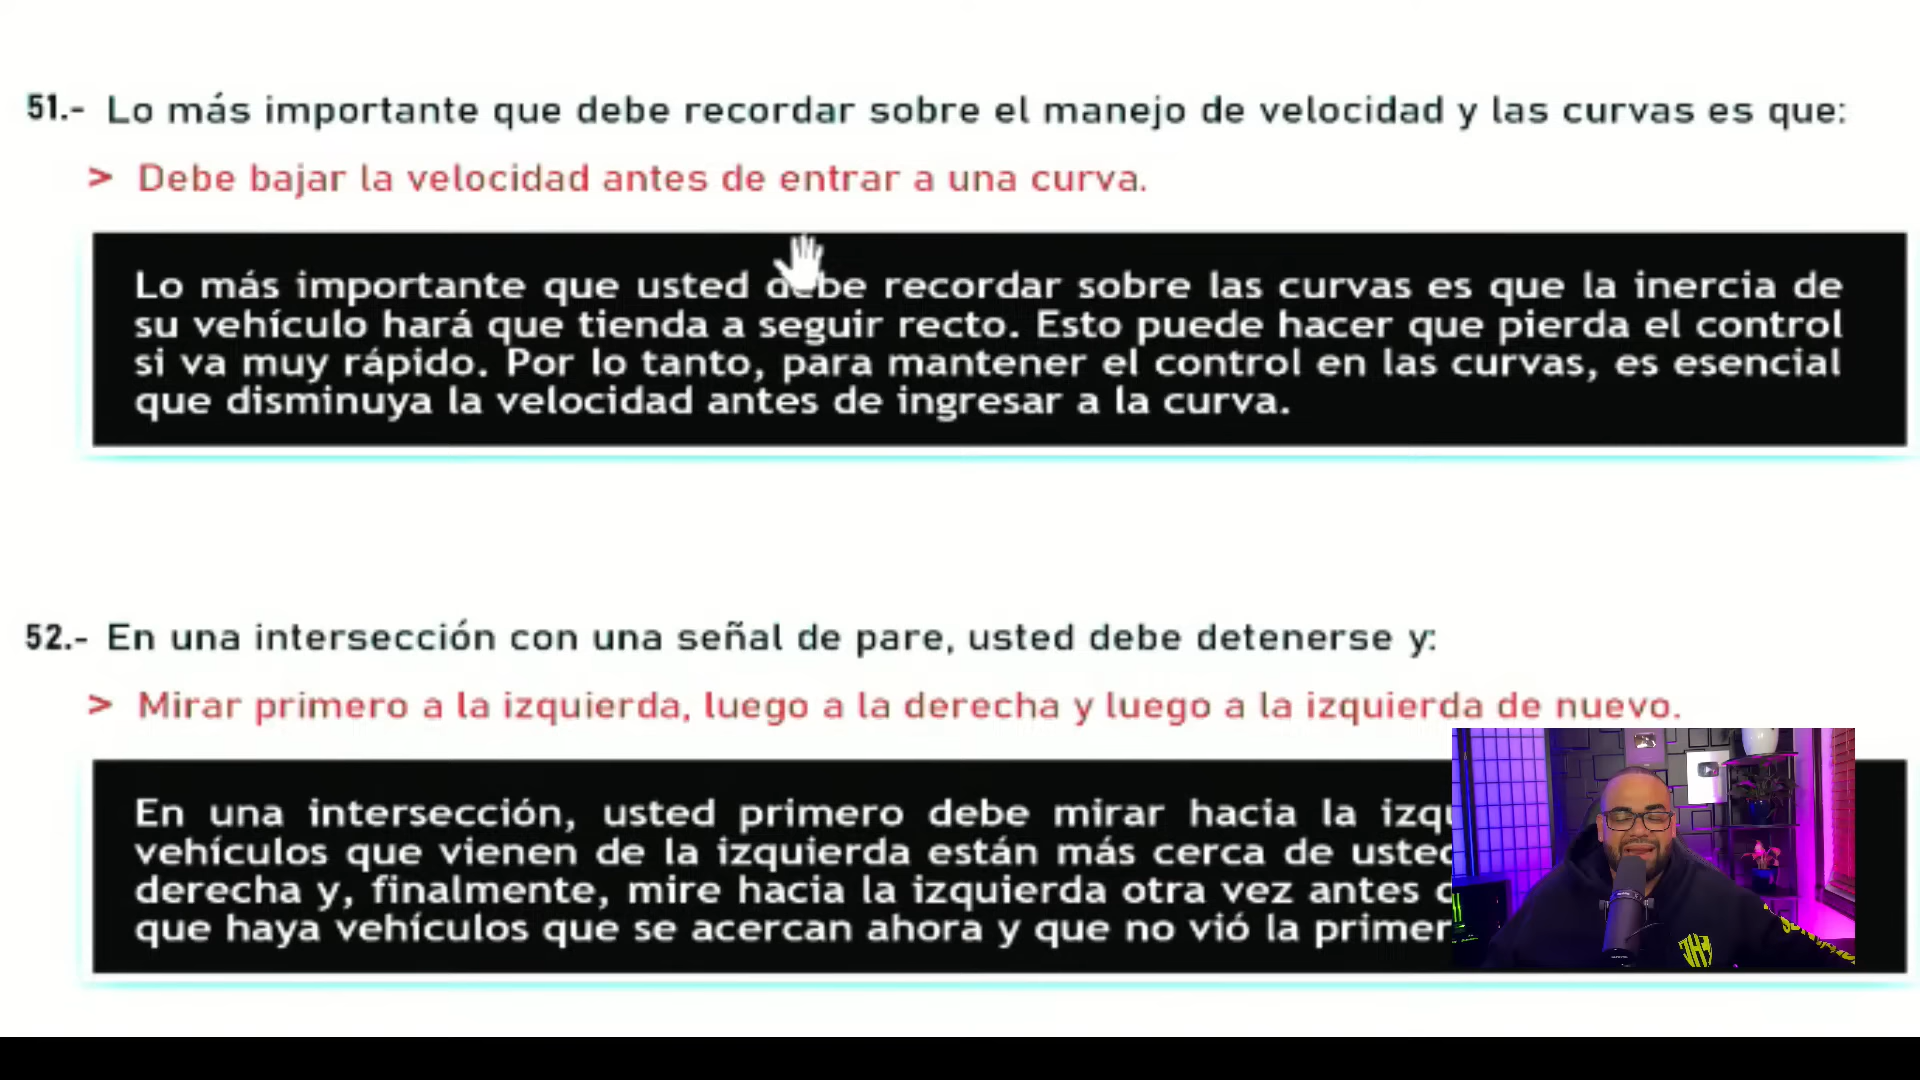 51.- Lo más importante que debe recordar sobre el manejo de velocidad y las curvas es que:
> Debe bajar la velocidad antes de entrar a una curva.
Lo más importante que usted debe recordar sobre las curvas es que la inercia de
su vehículo hará que tienda a seguir recto. Esto puede hacer que pierda el control
si va muy rápido. Por lo tanto, para mantener el control en las curvas, es esencial
que disminuya la velocidad antes de ingresar a la curva.
52.- En una intersección con una señal de pare, usted debe detenerse y:
> Mirar primero a la izquierda, luego a la derecha y luego a la izquierda de nuevo.
En una intersección, usted primero debe mirar hacia la
vehículos que vienen de la izquierda están más cerca de
derecha y, finalmente, mire hacia la izquierda otra vez antes
que haya vehículos que se acercan ahora y que no vió la